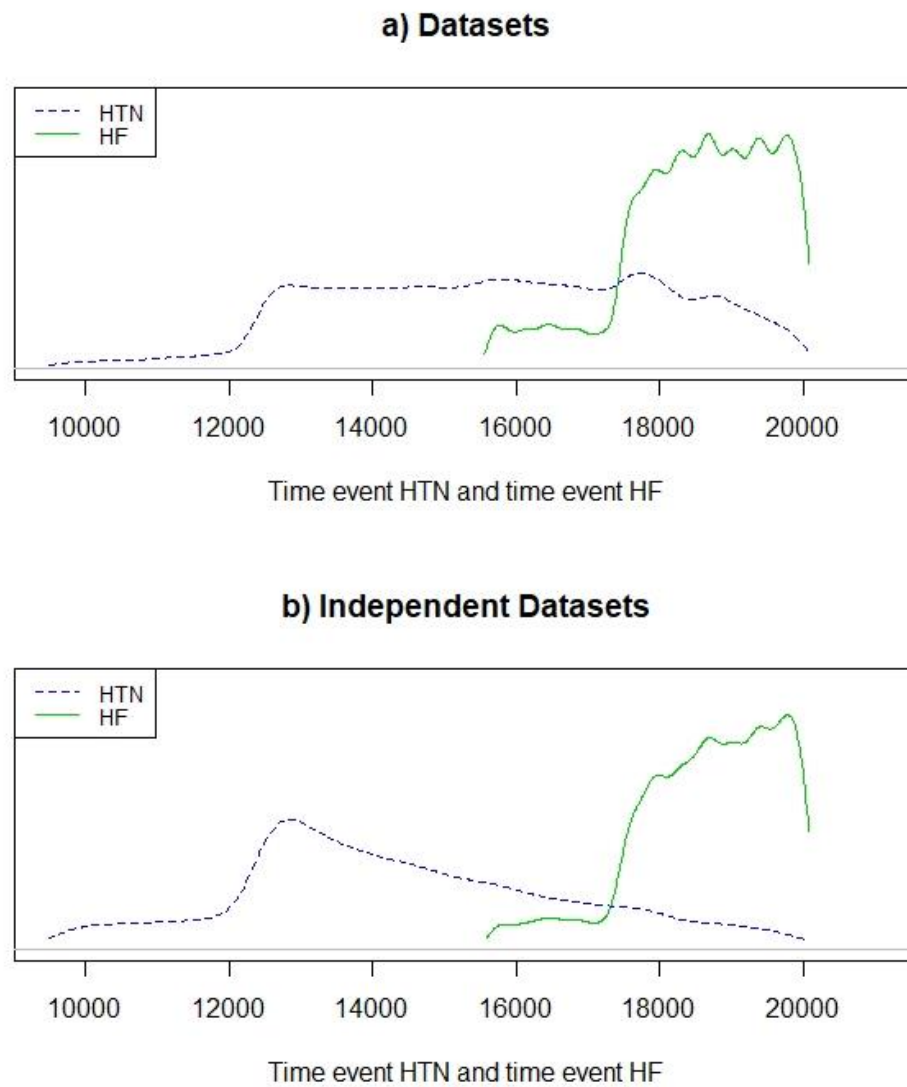 a) Datasets
HTN
HF
10000 12000 14000 16000 18000 20000
Time event HTN and time event HF
b) Independent Datasets
HTN
HF
10000 12000 14000 16000 18000 20000
Time event HTN and time event HF